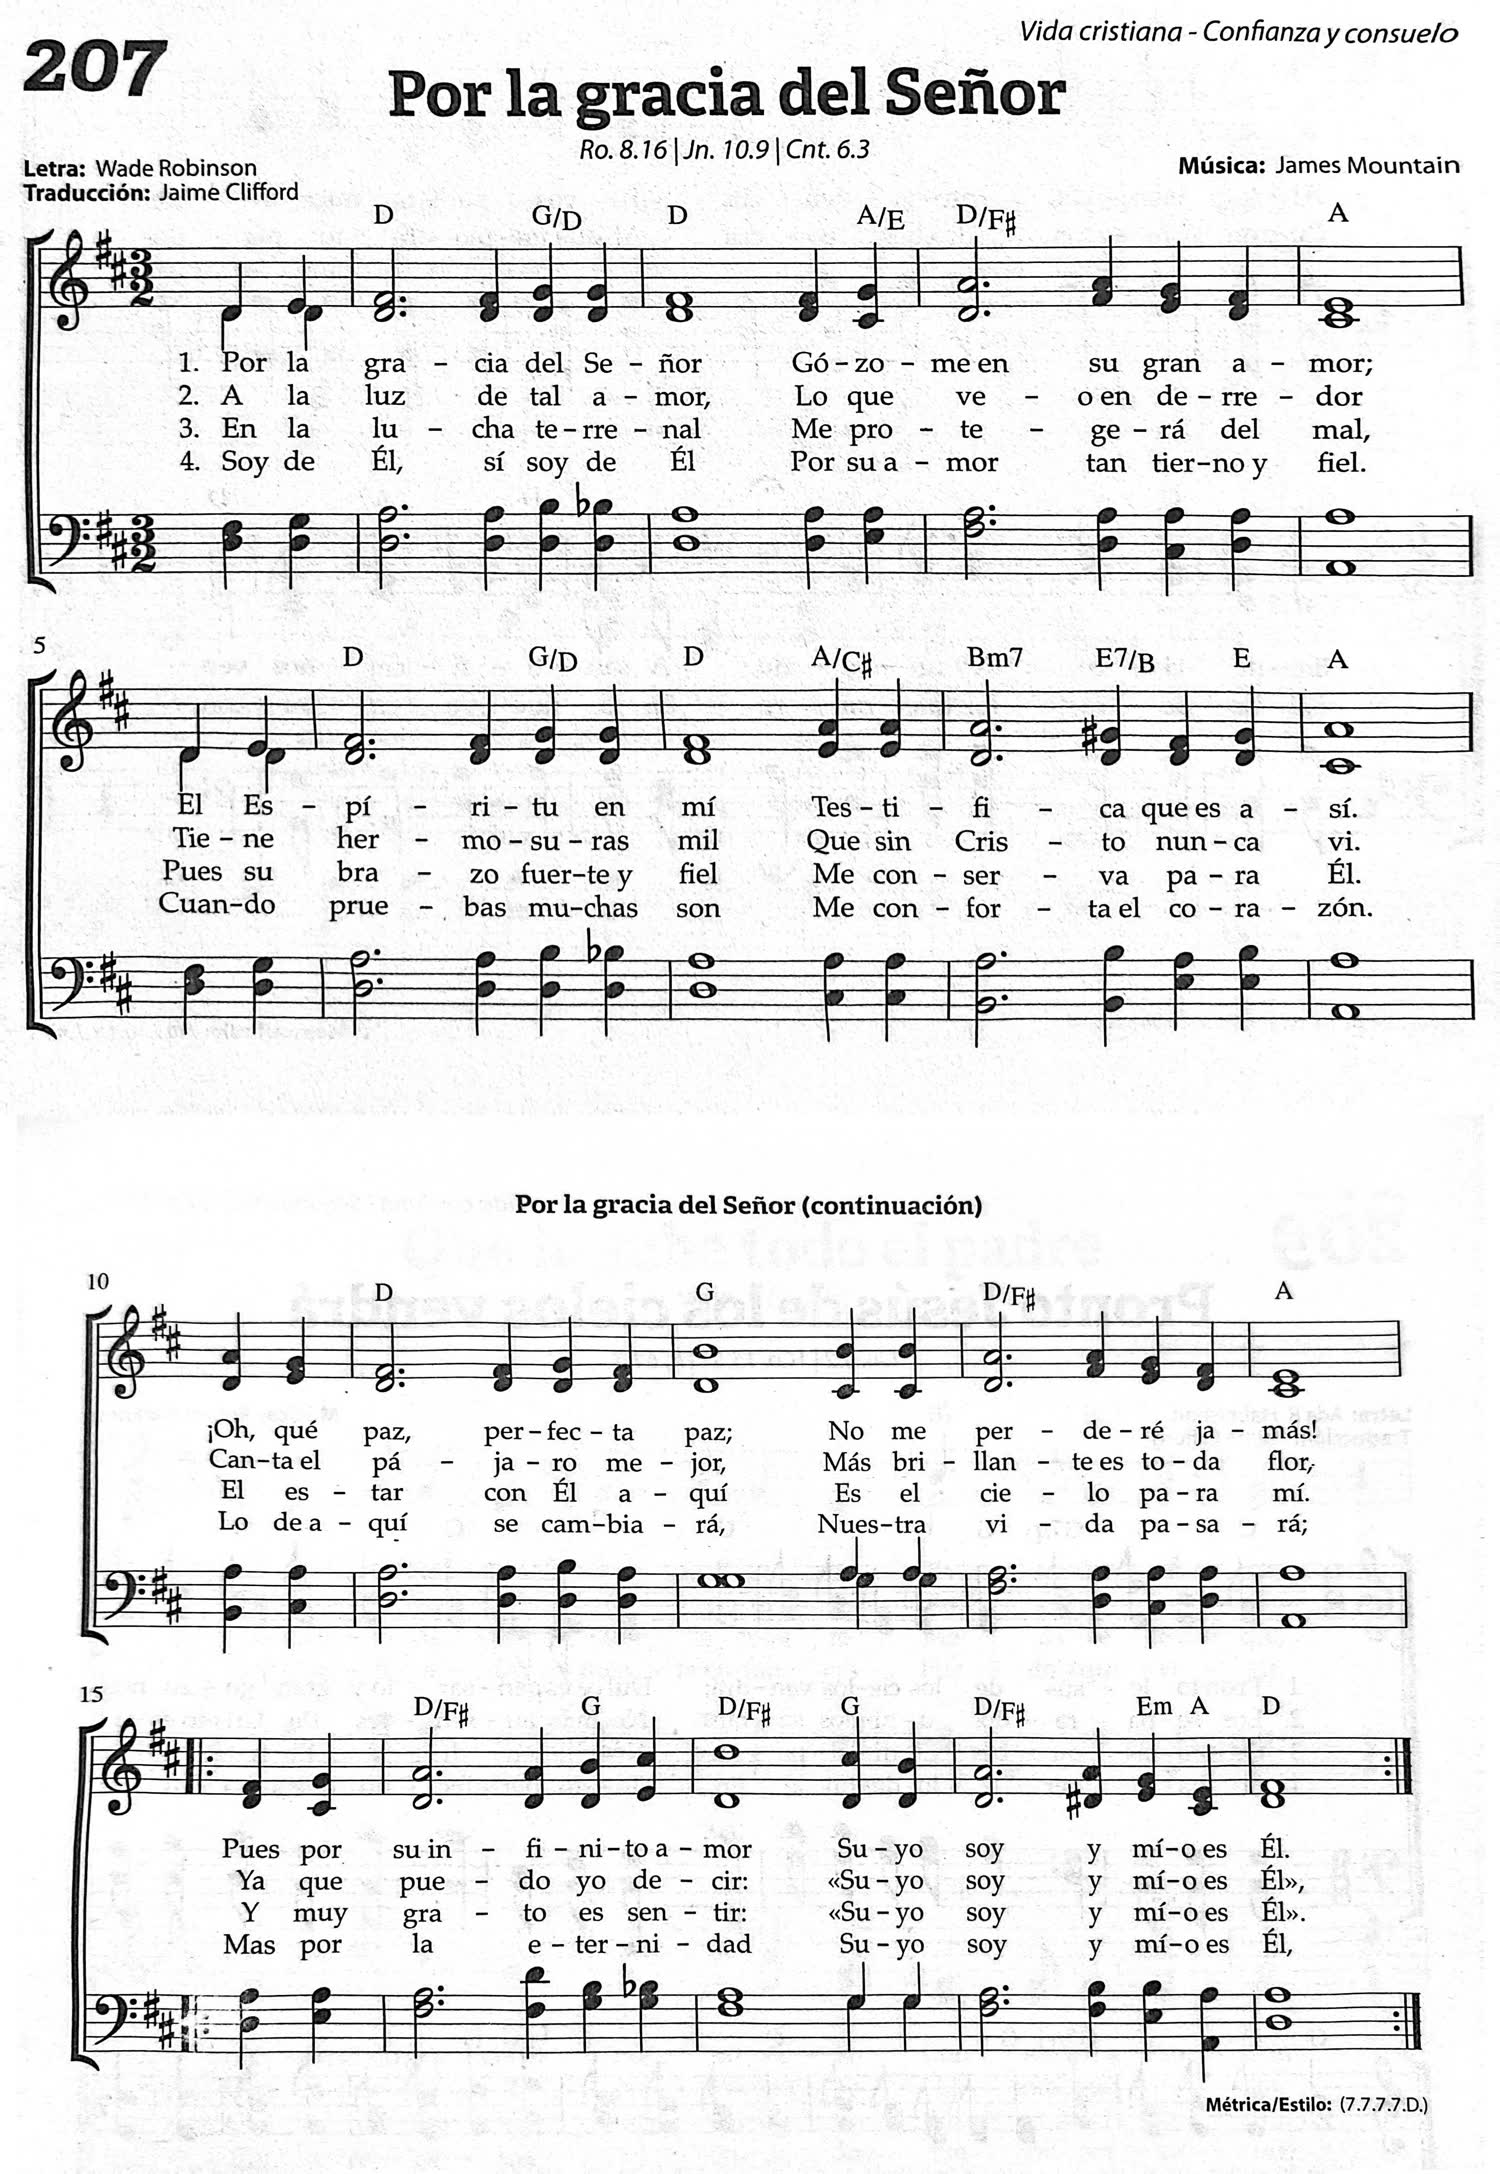 Vida cristiana - Confianza y consuelo
207
Por la gracia del Señor
Ro. 8.16 | Jn. 10.9 | Cnt. 6.3
Letra: Wade Robinson
Música: James Mountain
Traducción: Jaime Clifford
D G/D D A/E D/F♯ A
1. Por la gra – cia del Se – ñor Gó – zo – me en su gran a – mor;
2. A la luz de tal a – mor, Lo que ve – o en de – rre – dor
3. En la lu – cha te – rre – nal Me pro – te – ge – rá del mal,
4. Soy de Él, sí soy de Él Por su a – mor tan tier – no y fiel.
5
D G/D D A/C♯ Bm7 E7/B E A
El Es – pí – ri – tu en mí Tes – ti – fi – ca que es a – sí.
Tie – ne her – mo – su – ras mil Que sin Cris – to nun – ca vi.
Pues su bra – zo fuer – te y fiel Me con – ser – va pa – ra Él.
Cuan – do prue – bas mu – chas son Me con – for – ta el co – ra – zón.
Por la gracia del Señor (continuación)
10
D G D/F♯ A
¡Oh, qué paz, per – fec – ta paz; No me per – de – ré ja – más!
Can – ta el pá – ja – ro me – jor, Más bri – llan – te es to – da flor,
El es – tar con Él a – quí Es el cie – lo pa – ra mí.
Lo de a – quí se cam – bia – rá, Nues – tra vi – da pa – sa – rá;
15
D/F♯ G D/F♯ G D/F♯ Em A D
Pues por su in – fi – ni – to a – mor Su – yo soy y mí – o es Él.
Ya que pue – do yo de – cir: «Su – yo soy y mí – o es Él»,
Y muy gra – to es sen – tir: «Su – yo soy y mí – o es Él».
Mas por la e – ter – ni – dad Su – yo soy y mí – o es Él,
Métrica/Estilo: (7.7.7.7.D.)